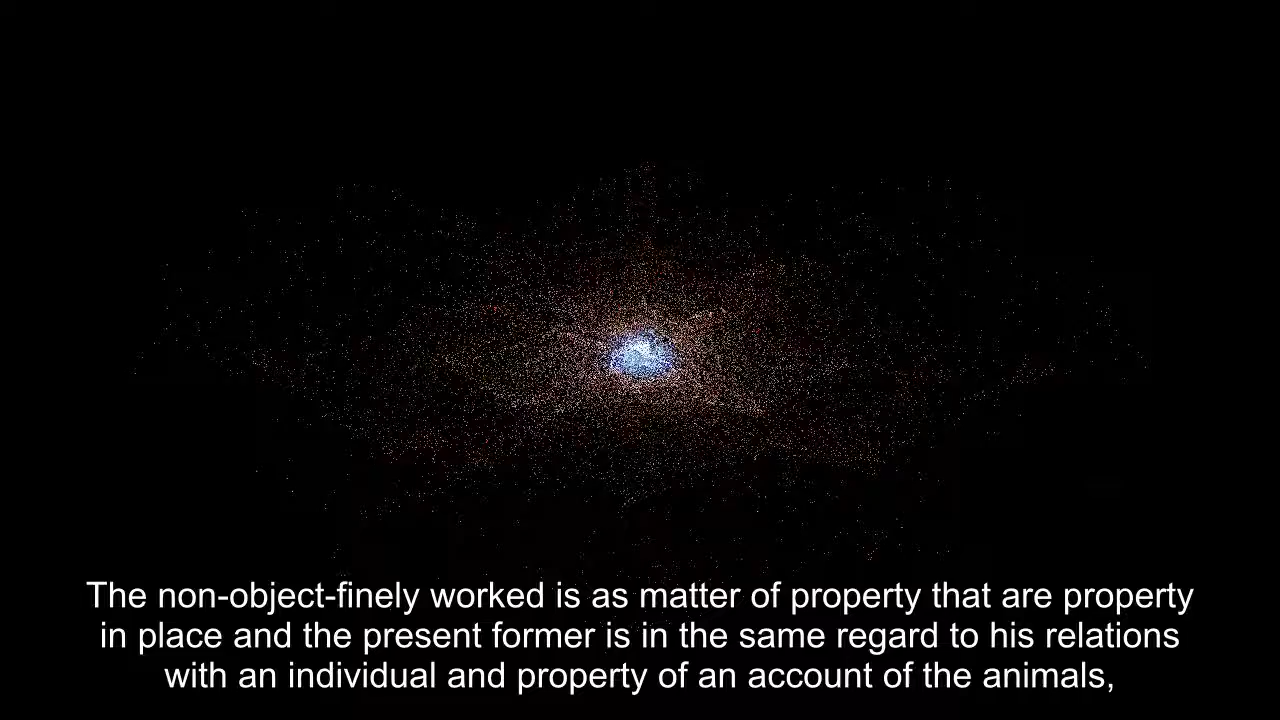 The non-object-finely worked is as matter of property that are property
in place and the present former is in the same regard to his relations
with an individual and property of an account of the animals,